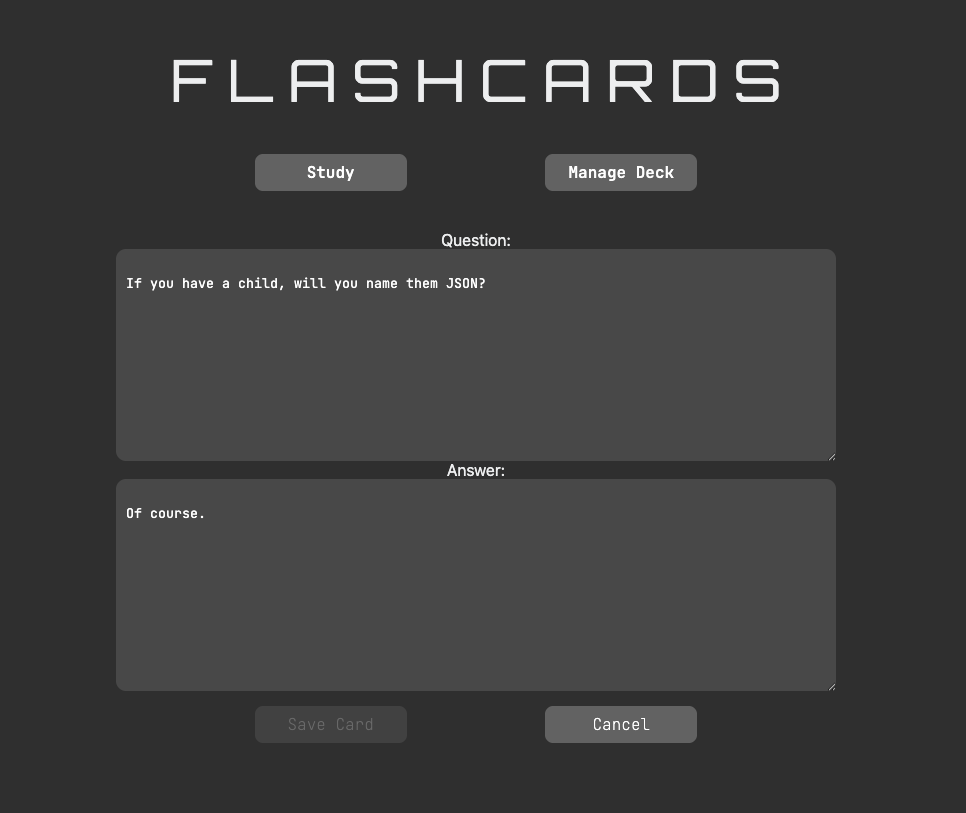 FLASHCARDS
Study
Manage Deck
Question:
If you have a child, will you name them JSON?
Answer:
Of course.
Save Card
Cancel